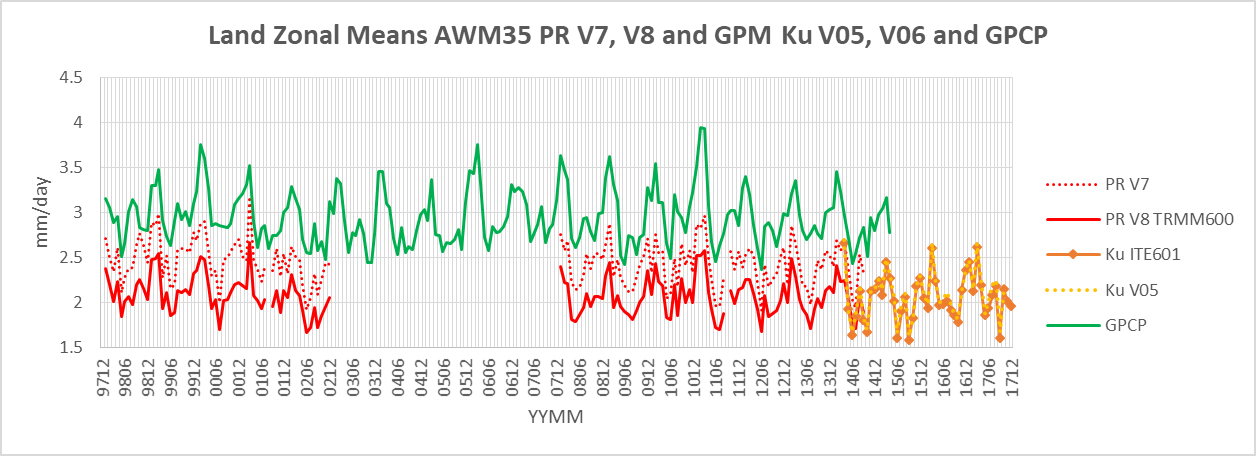 Land Zonal Means AWM35 PR V7, V8 and GPM Ku V05, V06 and GPCP
4.5
4
3.5
3
2.5
2
1.5
mm/day
9712 9806 9812 9906 9912 0006 0012 0106 0112 0206 0212 0306 0312 0406 0412 0506 0512 0606 0612 0706 0712 0806 0812 0906 0912 1006 1012 1106 1112 1206 1212 1306 1312 1406 1412 1506 1512 1606 1612 1706 1712
YYMM
PR V7
PR V8 TRMM600
Ku ITE601
Ku V05
GPCP